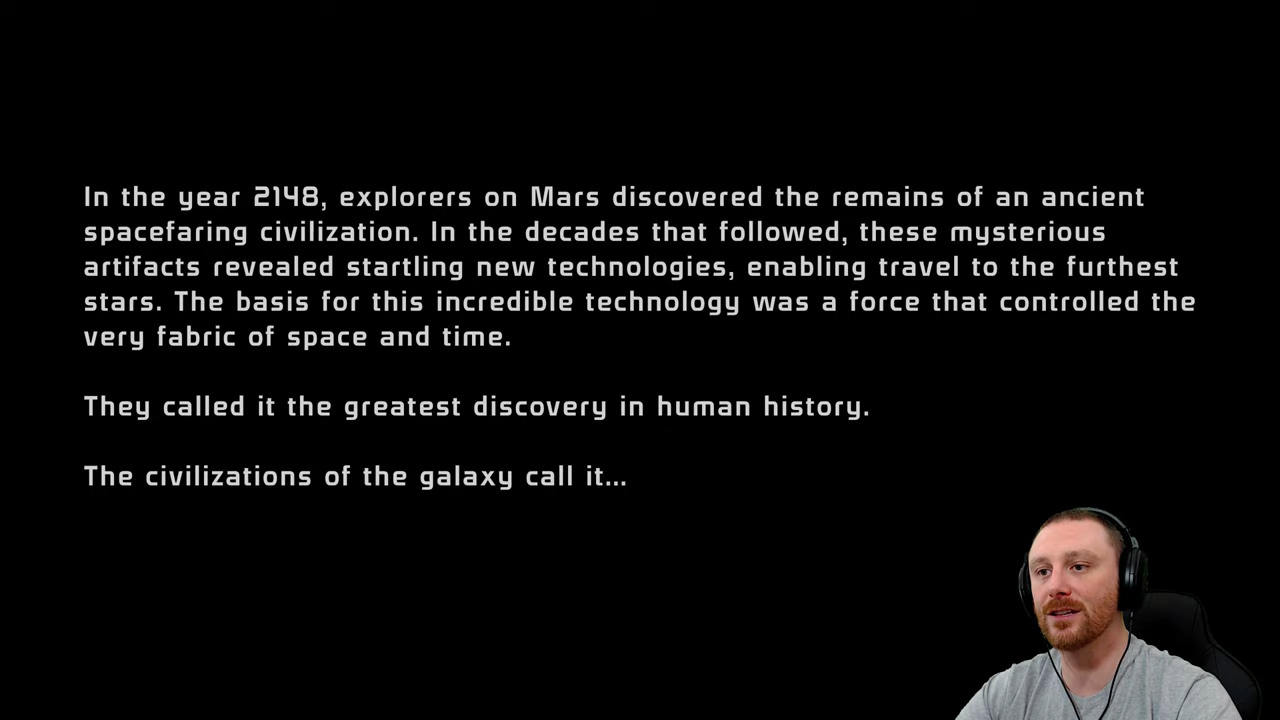 In the year 2148, explorers on Mars discovered the remains of an ancient
spacefaring civilization. In the decades that followed, these mysterious
artifacts revealed startling new technologies, enabling travel to the furthest
stars. The basis for this incredible technology was a force that controlled the
very fabric of space and time.
They called it the greatest discovery in human history.
The civilizations of the galaxy call it...